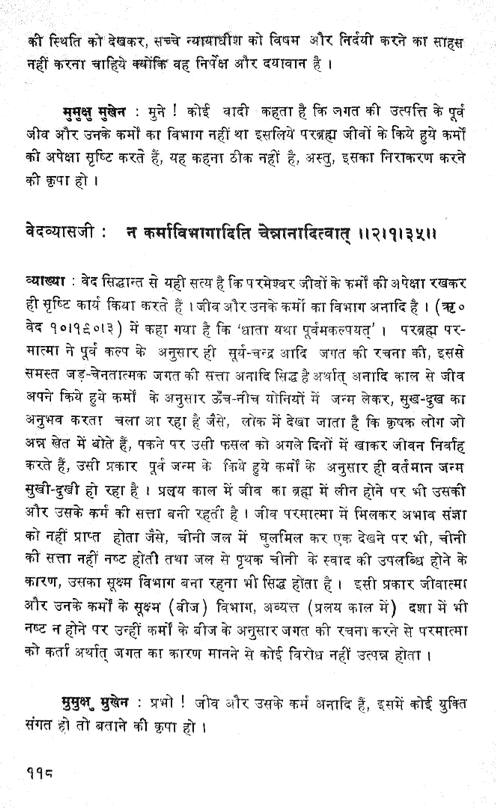 की स्थिति को देखकर, सच्चे न्यायाधीश को विषम और निर्दयी करने का साहस
नहीं करना चाहिये क्योंकि वह निर्पेक्ष और दयावान है ।
मुमुक्षु मुखेन : मुने ! कोई वादी कहता है कि जगत की उत्पत्ति के पूर्व
जीव और उनके कर्मों का विभाग नहीं था इसलिये परब्रह्म जीवों के किये हुये कर्मों
की अपेक्षा सृष्टि करते हैं, यह कहना ठीक नहीं है, अस्तु, इसका निराकरण करने
की कृपा हो ।
वेदव्यासजी : न कर्माविभागादिति चेन्नानादित्वात् ।।२।१।३५।।
व्याख्या : वेद सिद्धान्त से यही सत्य है कि परमेश्वर जीवों के कर्मों की अपेक्षा रखकर
ही सृष्टि कार्य किया करते हैं । जीव और उनके कर्मों का विभाग अनादि है । (ऋ०
वेद १०।१९०।३) में कहा गया है कि 'धाता यथा पूर्वमकल्पयत्' । परब्रह्म पर-
मात्मा ने पूर्व कल्प के अनुसार ही सूर्य-चन्द्र आदि जगत की रचना की, इससे
समस्त जड़-चेनतात्मक जगत की सत्ता अनादि सिद्ध है अर्थात् अनादि काल से जीव
अपने किये हुये कर्मों के अनुसार ऊँच-नीच योनियों में जन्म लेकर, सुख-दुख का
अनुभव करता चला आ रहा है जैसे, लोक में देखा जाता है कि कृषक लोग जो
अन्न खेत में बोते हैं, पकने पर उसी फसल को अगले दिनों में खाकर जीवन निर्वाह
करते हैं, उसी प्रकार पूर्व जन्म के किये हुये कर्मों के अनुसार ही वर्तमान जन्म
सुखी-दुखी हो रहा है । प्रलय काल में जीव का ब्रह्म में लीन होने पर भी उसकी
और उसके कर्म की सत्ता बनी रहती है । जीव परमात्मा में मिलकर अभाव संज्ञा
को नहीं प्राप्त होता जैसे, चीनी जल में घुलमिल कर एक देखने पर भी, चीनी
की सत्ता नहीं नष्ट होती तथा जल से पृथक चीनी के स्वाद की उपलब्धि होने के
कारण, उसका सूक्ष्म विभाग बना रहना भी सिद्ध होता है । इसी प्रकार जीवात्मा
और उनके कर्मों के सूक्ष्म (बीज) विभाग, अव्यत्त (प्रलय काल में) दशा में भी
नष्ट न होने पर उन्हीं कर्मों के बीज के अनुसार जगत की रचना करने से परमात्मा
को कर्ता अर्थात् जगत का कारण मानने से कोई विरोध नहीं उत्पन्न होता ।
मुमुक्षु मुखेन : प्रभो ! जीव और उसके कर्म अनादि हैं, इसमें कोई युक्ति
संगत हो तो बताने की कृपा हो ।
११८